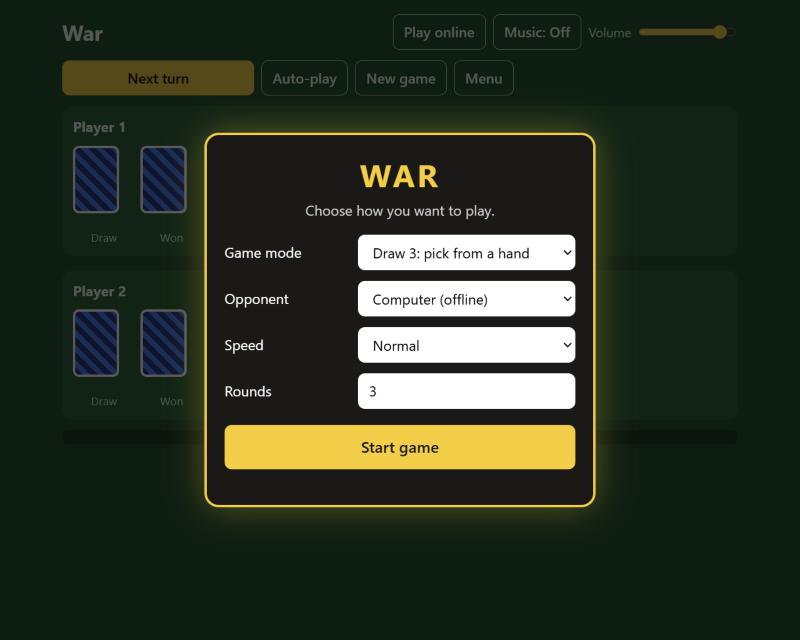 War
Play online
Music: Off
Volume
Next turn
Auto-play
New game
Menu
Player 1
Draw
Won
Player 2
Draw
Won
WAR
Choose how you want to play.
Game mode
Draw 3: pick from a hand
Opponent
Computer (offline)
Speed
Normal
Rounds
3
Start game